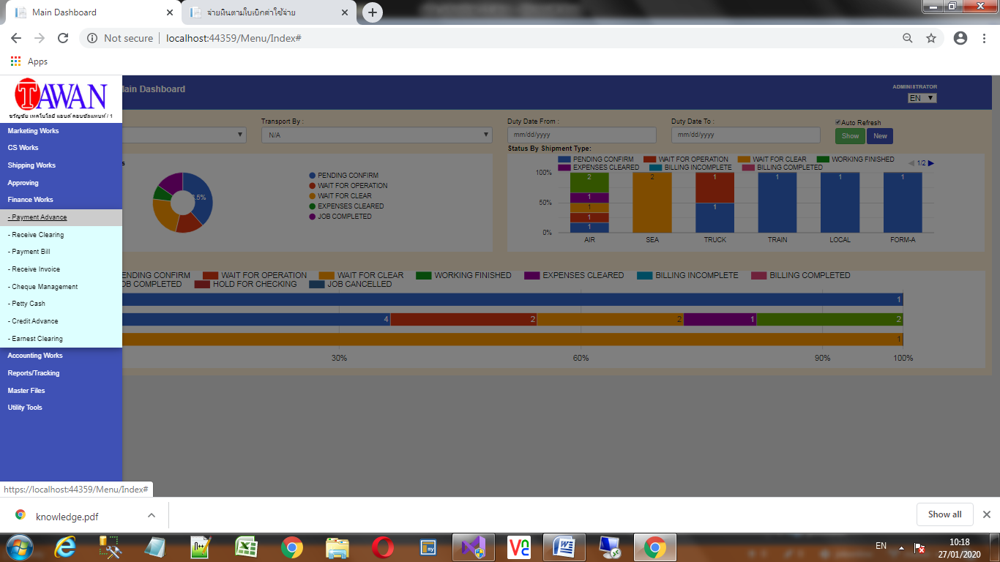 Main Dashboard
จ่ายเงินตามใบเบิกค่าใช้จ่าย
Not secure
localhost:44359/Menu/Index#
Apps
TAWAN
ขวัญชัย เทคโนโลยี แอนด์ คอนซัลแทนท์ / 1
Main Dashboard
ADMINISTRATOR
EN
Marketing Works
CS Works
Shipping Works
Approving
Finance Works
- Payment Advance
- Receive Clearing
- Payment Bill
- Receive Invoice
- Cheque Management
- Petty Cash
- Credit Advance
- Earnest Clearing
Accounting Works
Reports/Tracking
Master Files
Utility Tools
Transport By :
N/A
Duty Date From :
mm/dd/yyyy
Duty Date To :
mm/dd/yyyy
Auto Refresh
Show
New
PENDING CONFIRM
WAIT FOR OPERATION
WAIT FOR CLEAR
EXPENSES CLEARED
JOB COMPLETED
Status By Shipment Type:
PENDING CONFIRM WAIT FOR OPERATION WAIT FOR CLEAR WORKING FINISHED
EXPENSES CLEARED BILLING INCOMPLETE BILLING COMPLETED
1/2
100%
50%
0%
2
1
1
1
1
2
1
1
1
1
1
AIR SEA TRUCK TRAIN LOCAL FORM-A
PENDING CONFIRM WAIT FOR OPERATION WAIT FOR CLEAR WORKING FINISHED EXPENSES CLEARED BILLING INCOMPLETE BILLING COMPLETED
JOB COMPLETED HOLD FOR CHECKING JOB CANCELLED
1
4 2 2 1 2
1
30% 60% 90% 100%
https://localhost:44359/Menu/Index#
knowledge.pdf
Show all
EN
10:18
27/01/2020